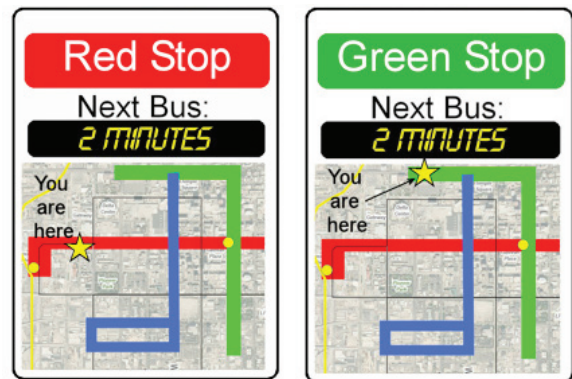 Red Stop
Next Bus:
2 MINUTES
You
are
here
Green Stop
Next Bus:
2 MINUTES
You
are
here